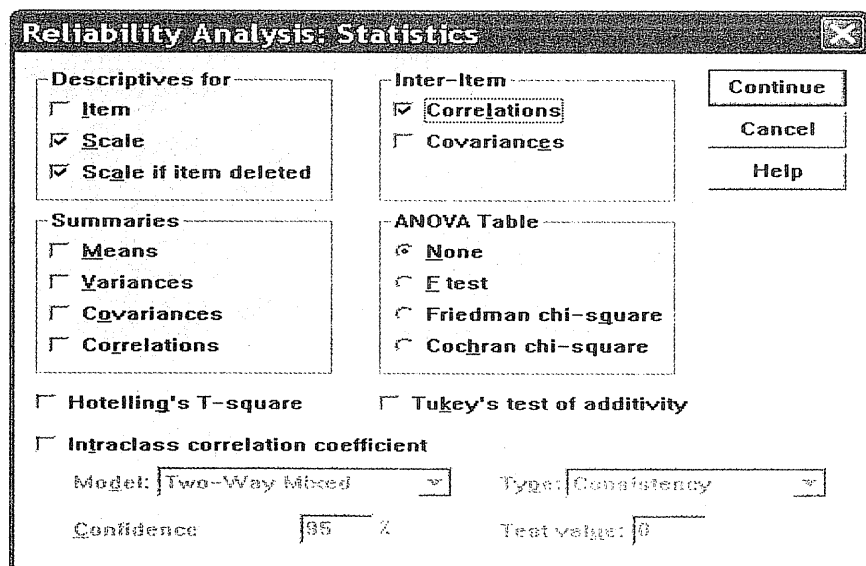 Reliability Analysis: Statistics
Descriptives for
Item
Scale
Scale if item deleted
Inter-Item
Correlations
Covariances
Continue
Cancel
Help
Summaries
Means
Variances
Covariances
Correlations
ANOVA Table
None
F test
Friedman chi-square
Cochran chi-square
Hotelling's T-square
Tukey's test of additivity
Intraclass correlation coefficient
Model: Two-Way Mixed
Type: Consistency
Confidence 95 %
Test value: 0